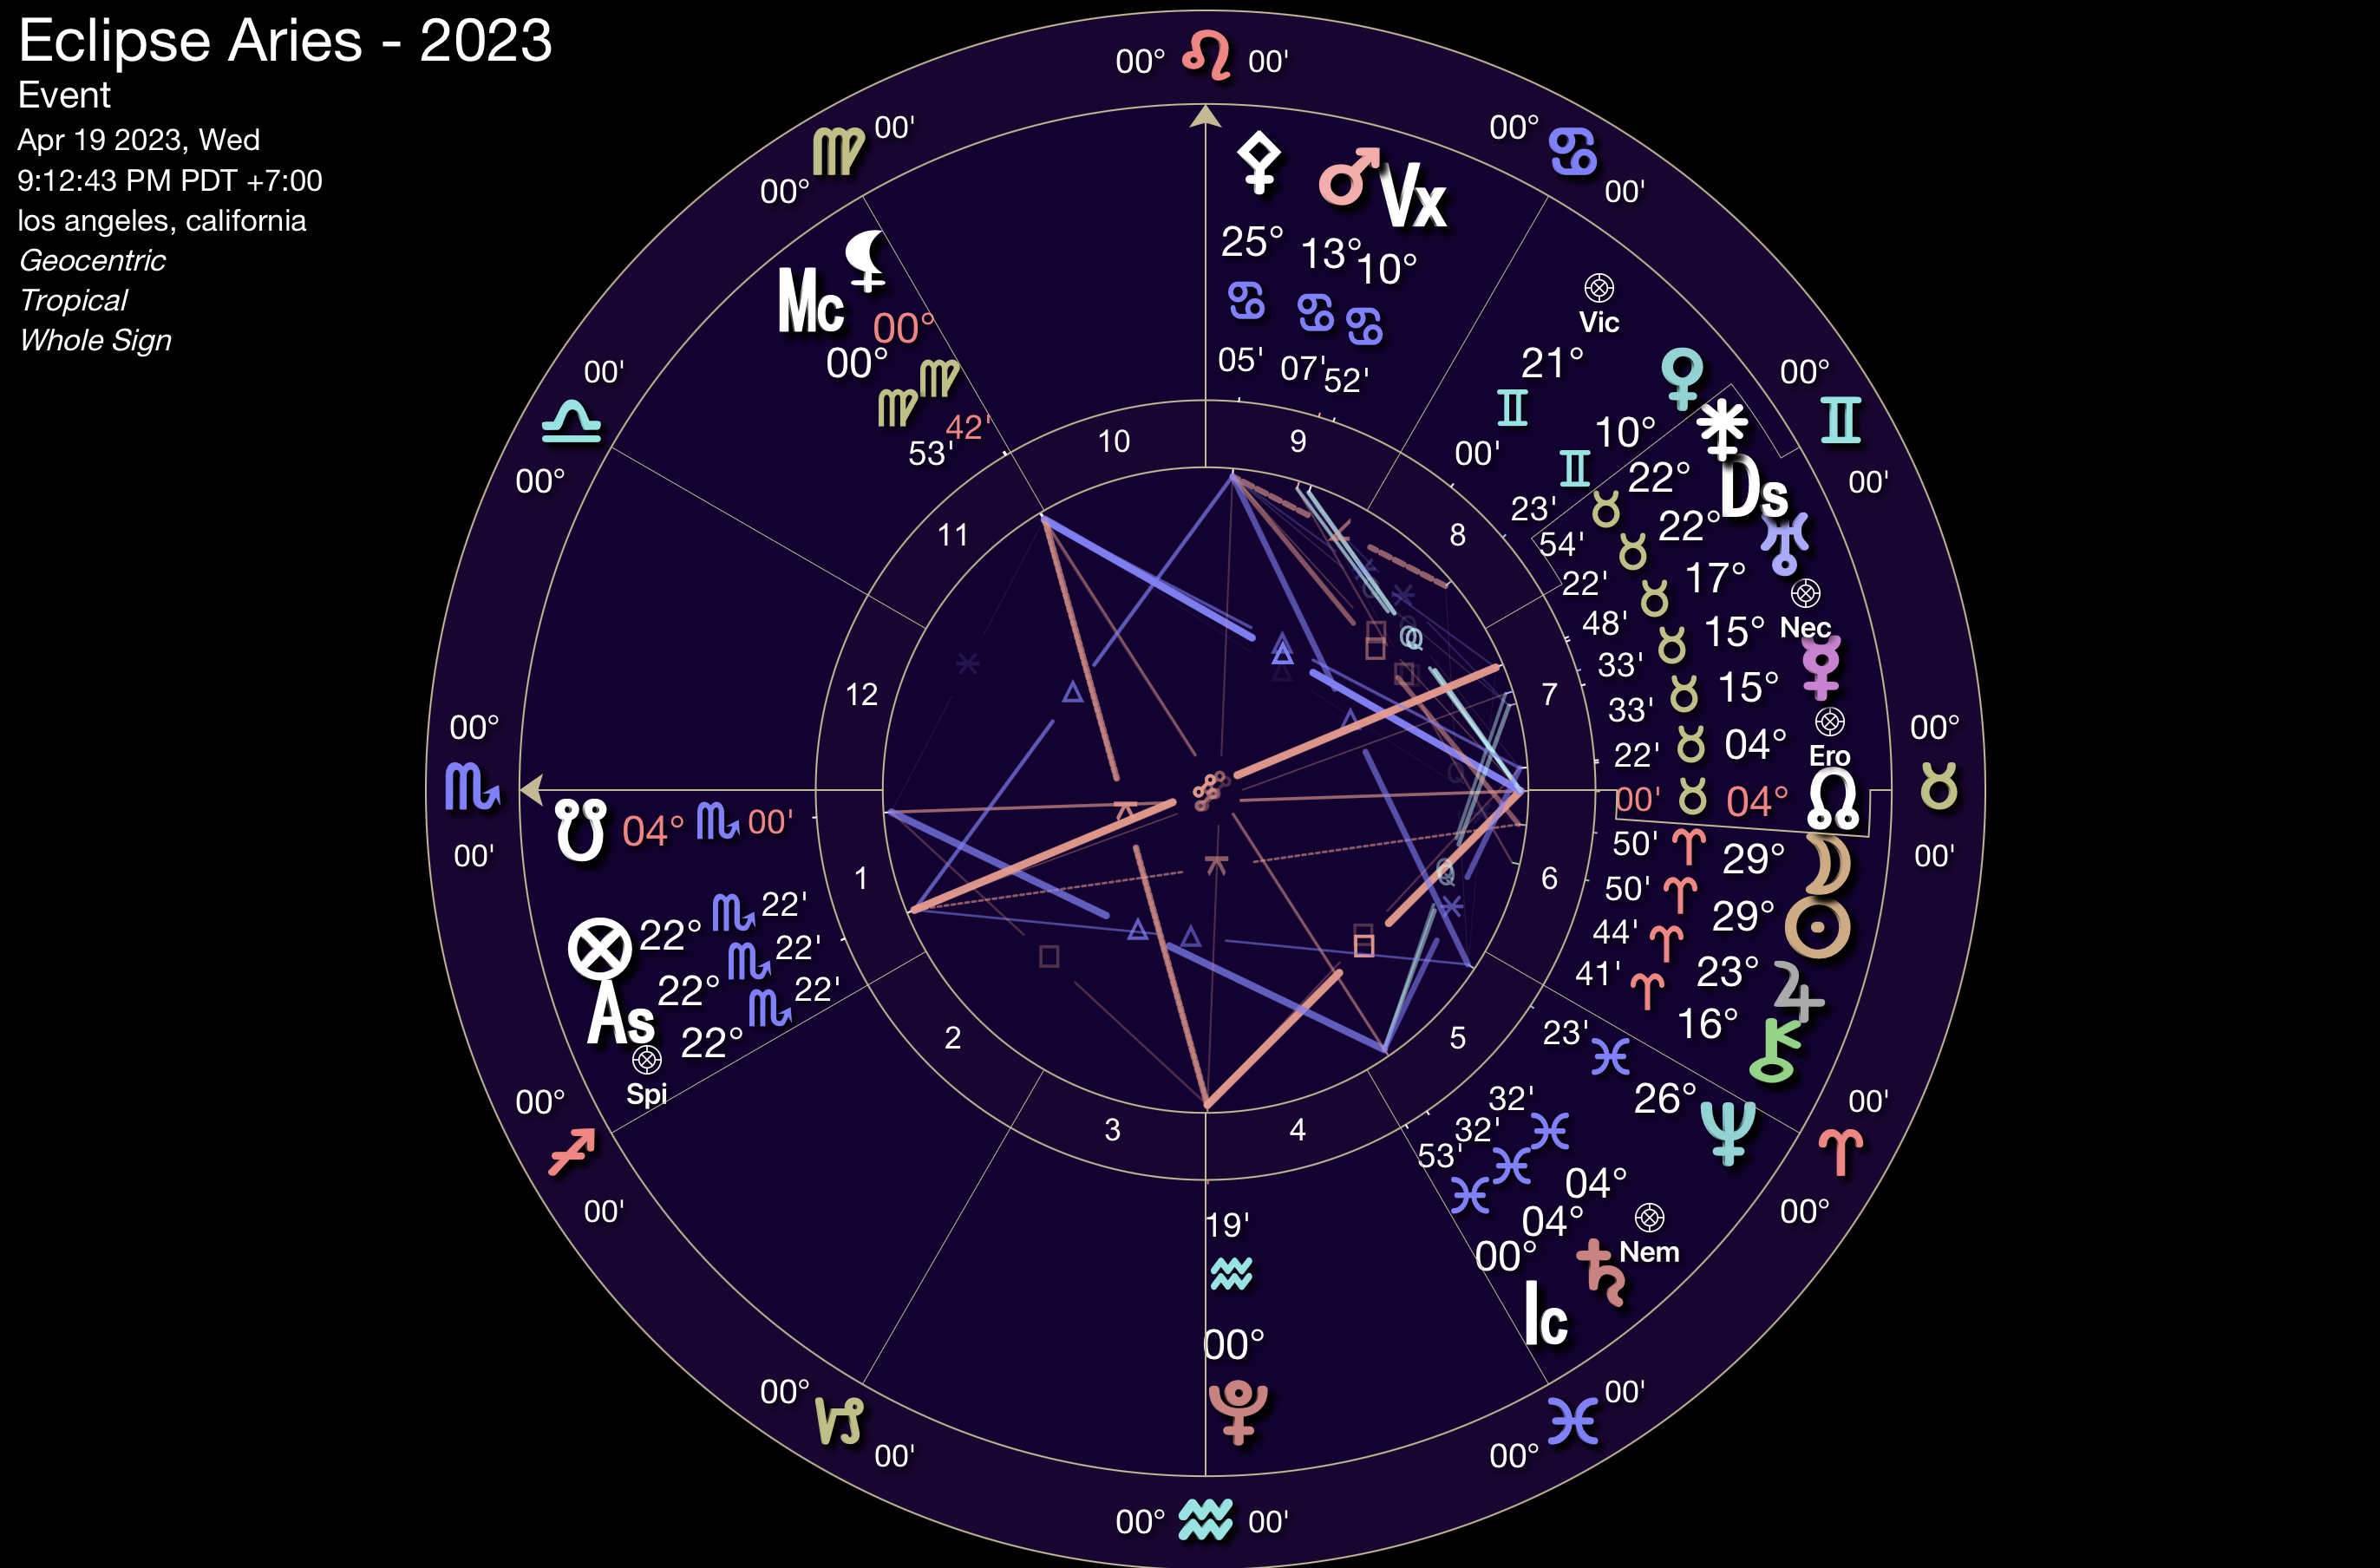 Eclipse Aries - 2023
Event
Apr 19 2023, Wed
9:12:43 PM PDT +7:00
los angeles, california
Geocentric
Tropical
Whole Sign
00° ♌ 00'
00° ♍ 00'
00° ♋ 00'
00° ♎ 00'
00° ♊ 00'
00° ♏ 00'
00° ♉ 00'
00° ♐ 00'
00° ♈ 00'
00° ♑ 00'
00° ♓ 00'
00° ♒ 00'
⚴ 25° ♋ 05'
♂ 13° ♋ 07'
Vx 10° ♋ 52'
⚸ 00° ♍ 42'
Mc 00° ♍ 53'
Vic 21° ♊ 00'
♀ 10° ♊ 23'
⚵ 22° ♉ 54'
Ds 22° ♉ 22'
♅ 17° ♉ 48'
Nec 15° ♉ 33'
☿ 15° ♉ 33'
Ero 04° ♉ 22'
☊ 04° ♉ 00'
☽ 29° ♈ 50'
☉ 29° ♈ 50'
♃ 23° ♈ 44'
⚷ 16° ♈ 41'
♆ 26° ♓ 23'
Nem 04° ♓ 32'
♄ 04° ♓ 32'
Ic 00° ♓ 53'
♇ 00° ♒ 19'
☋ 04° ♏ 00'
⊗ 22° ♏ 22'
As 22° ♏ 22'
Spi 22° ♏ 22'
1
2
3
4
5
6
7
8
9
10
11
12